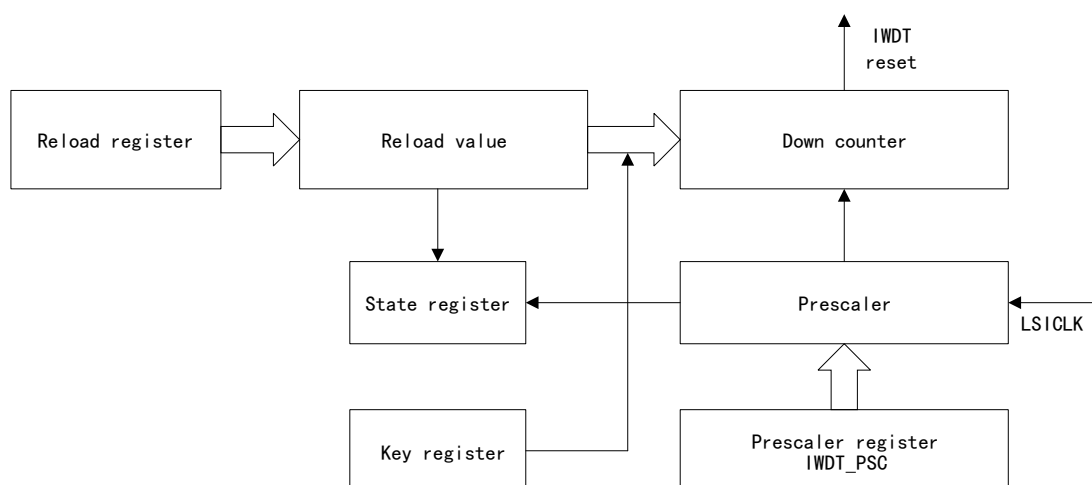 IWDT
reset
Reload register
Reload value
Down counter
State register
Prescaler
LSICLK
Key register
Prescaler register
IWDT_PSC